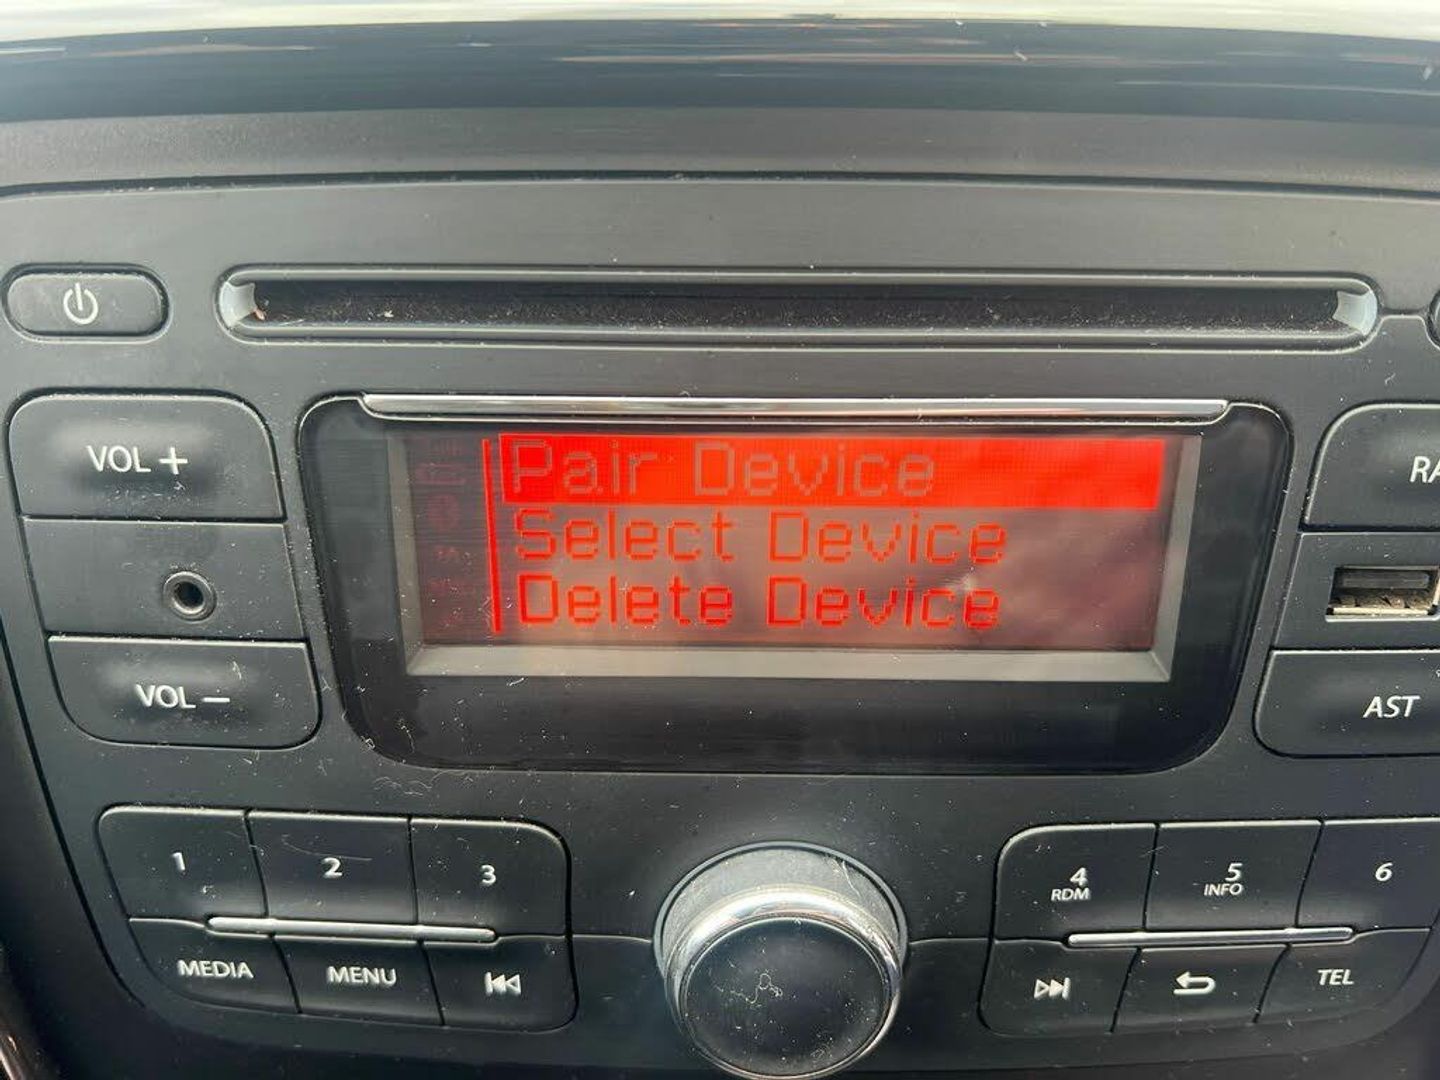 Pair Device
Select Device
Delete Device
VOL +
VOL –
RA
AST
1
2
3
4
RDM
5
INFO
6
MEDIA
MENU
TEL